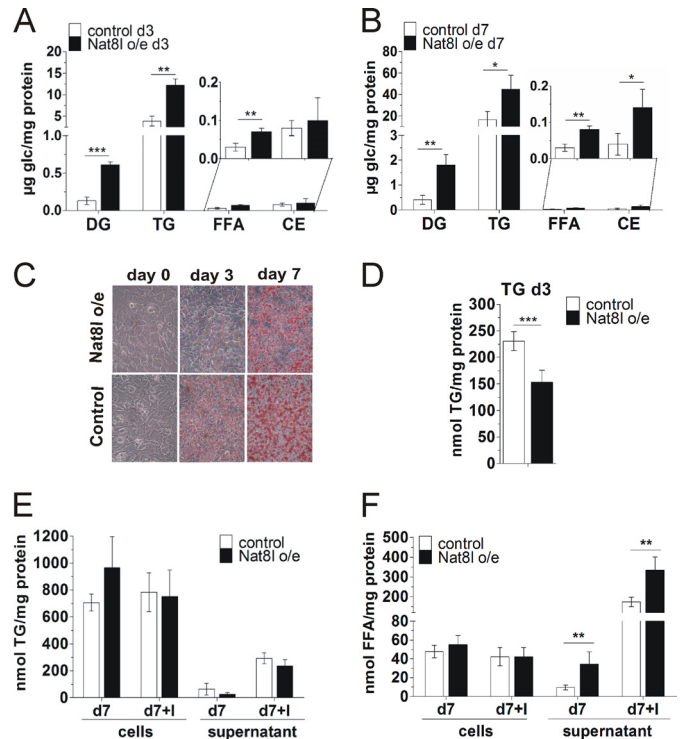 A
control d3
Nat8l o/e d3
µg glc/mg protein
20
15
10
5
1.0
0.5
0.0
***
**
**
0.2
0.1
0.0
DG TG FFA CE
B
control d7
Nat8l o/e d7
µg glc/mg protein
80
60
40
20
3
2
1
0
**
*
**
*
0.2
0.1
0.0
DG TG FFA CE
C
day 0 day 3 day 7
Nat8l o/e
Control
D
TG d3
control
Nat8l o/e
***
nmol TG/mg protein
300
250
200
150
100
50
0
E
control
Nat8l o/e
nmol TG/mg protein
1200
1000
800
600
400
200
0
d7 d7+I d7 d7+I
cells supernatant
F
control
Nat8l o/e
nmol FFA/mg protein
500
400
300
200
100
80
60
40
20
0
**
**
d7 d7+I d7 d7+I
cells supernatant